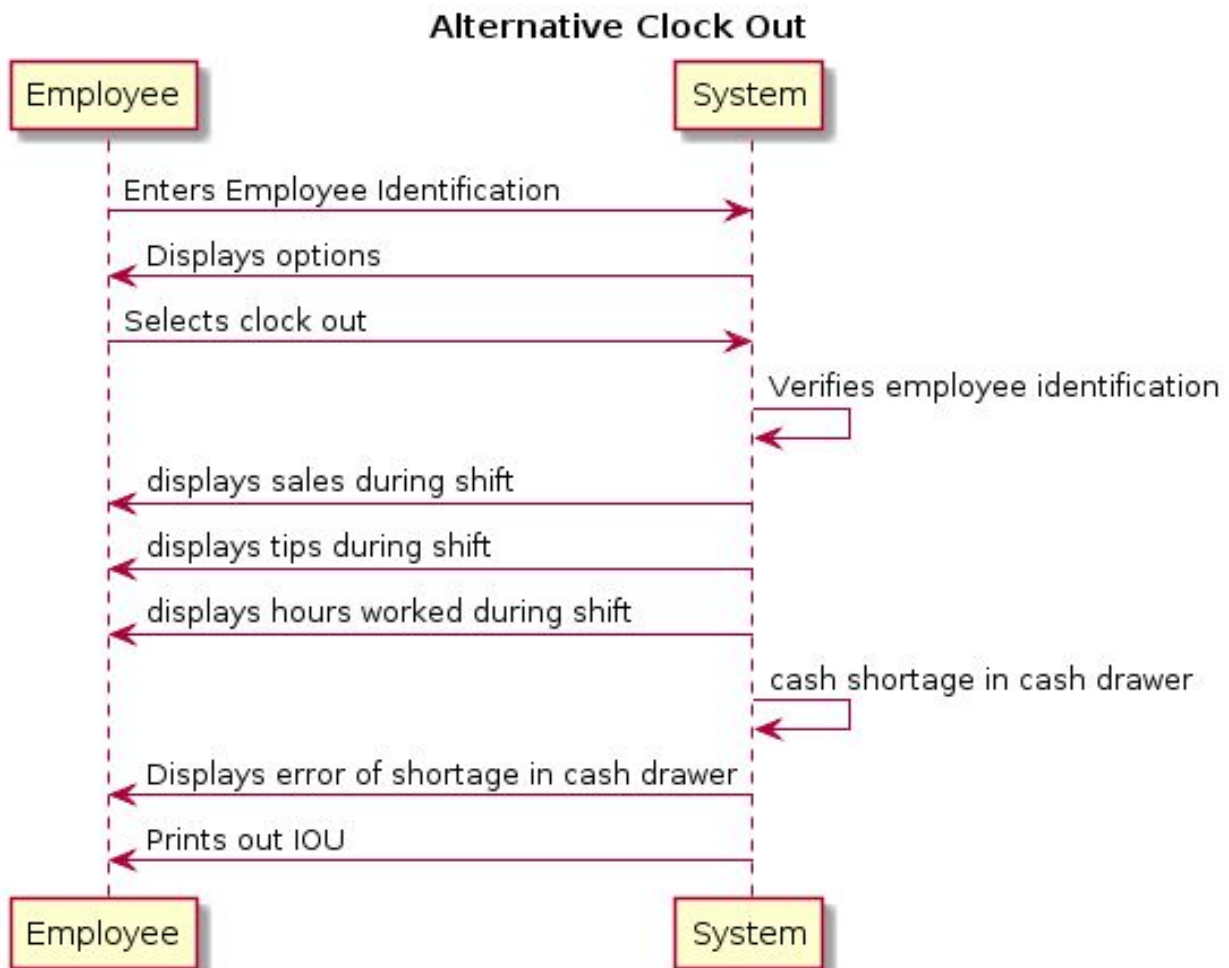 Alternative Clock Out
Employee
System
Enters Employee Identification
Displays options
Selects clock out
Verifies employee identification
displays sales during shift
displays tips during shift
displays hours worked during shift
cash shortage in cash drawer
Displays error of shortage in cash drawer
Prints out IOU
Employee
System